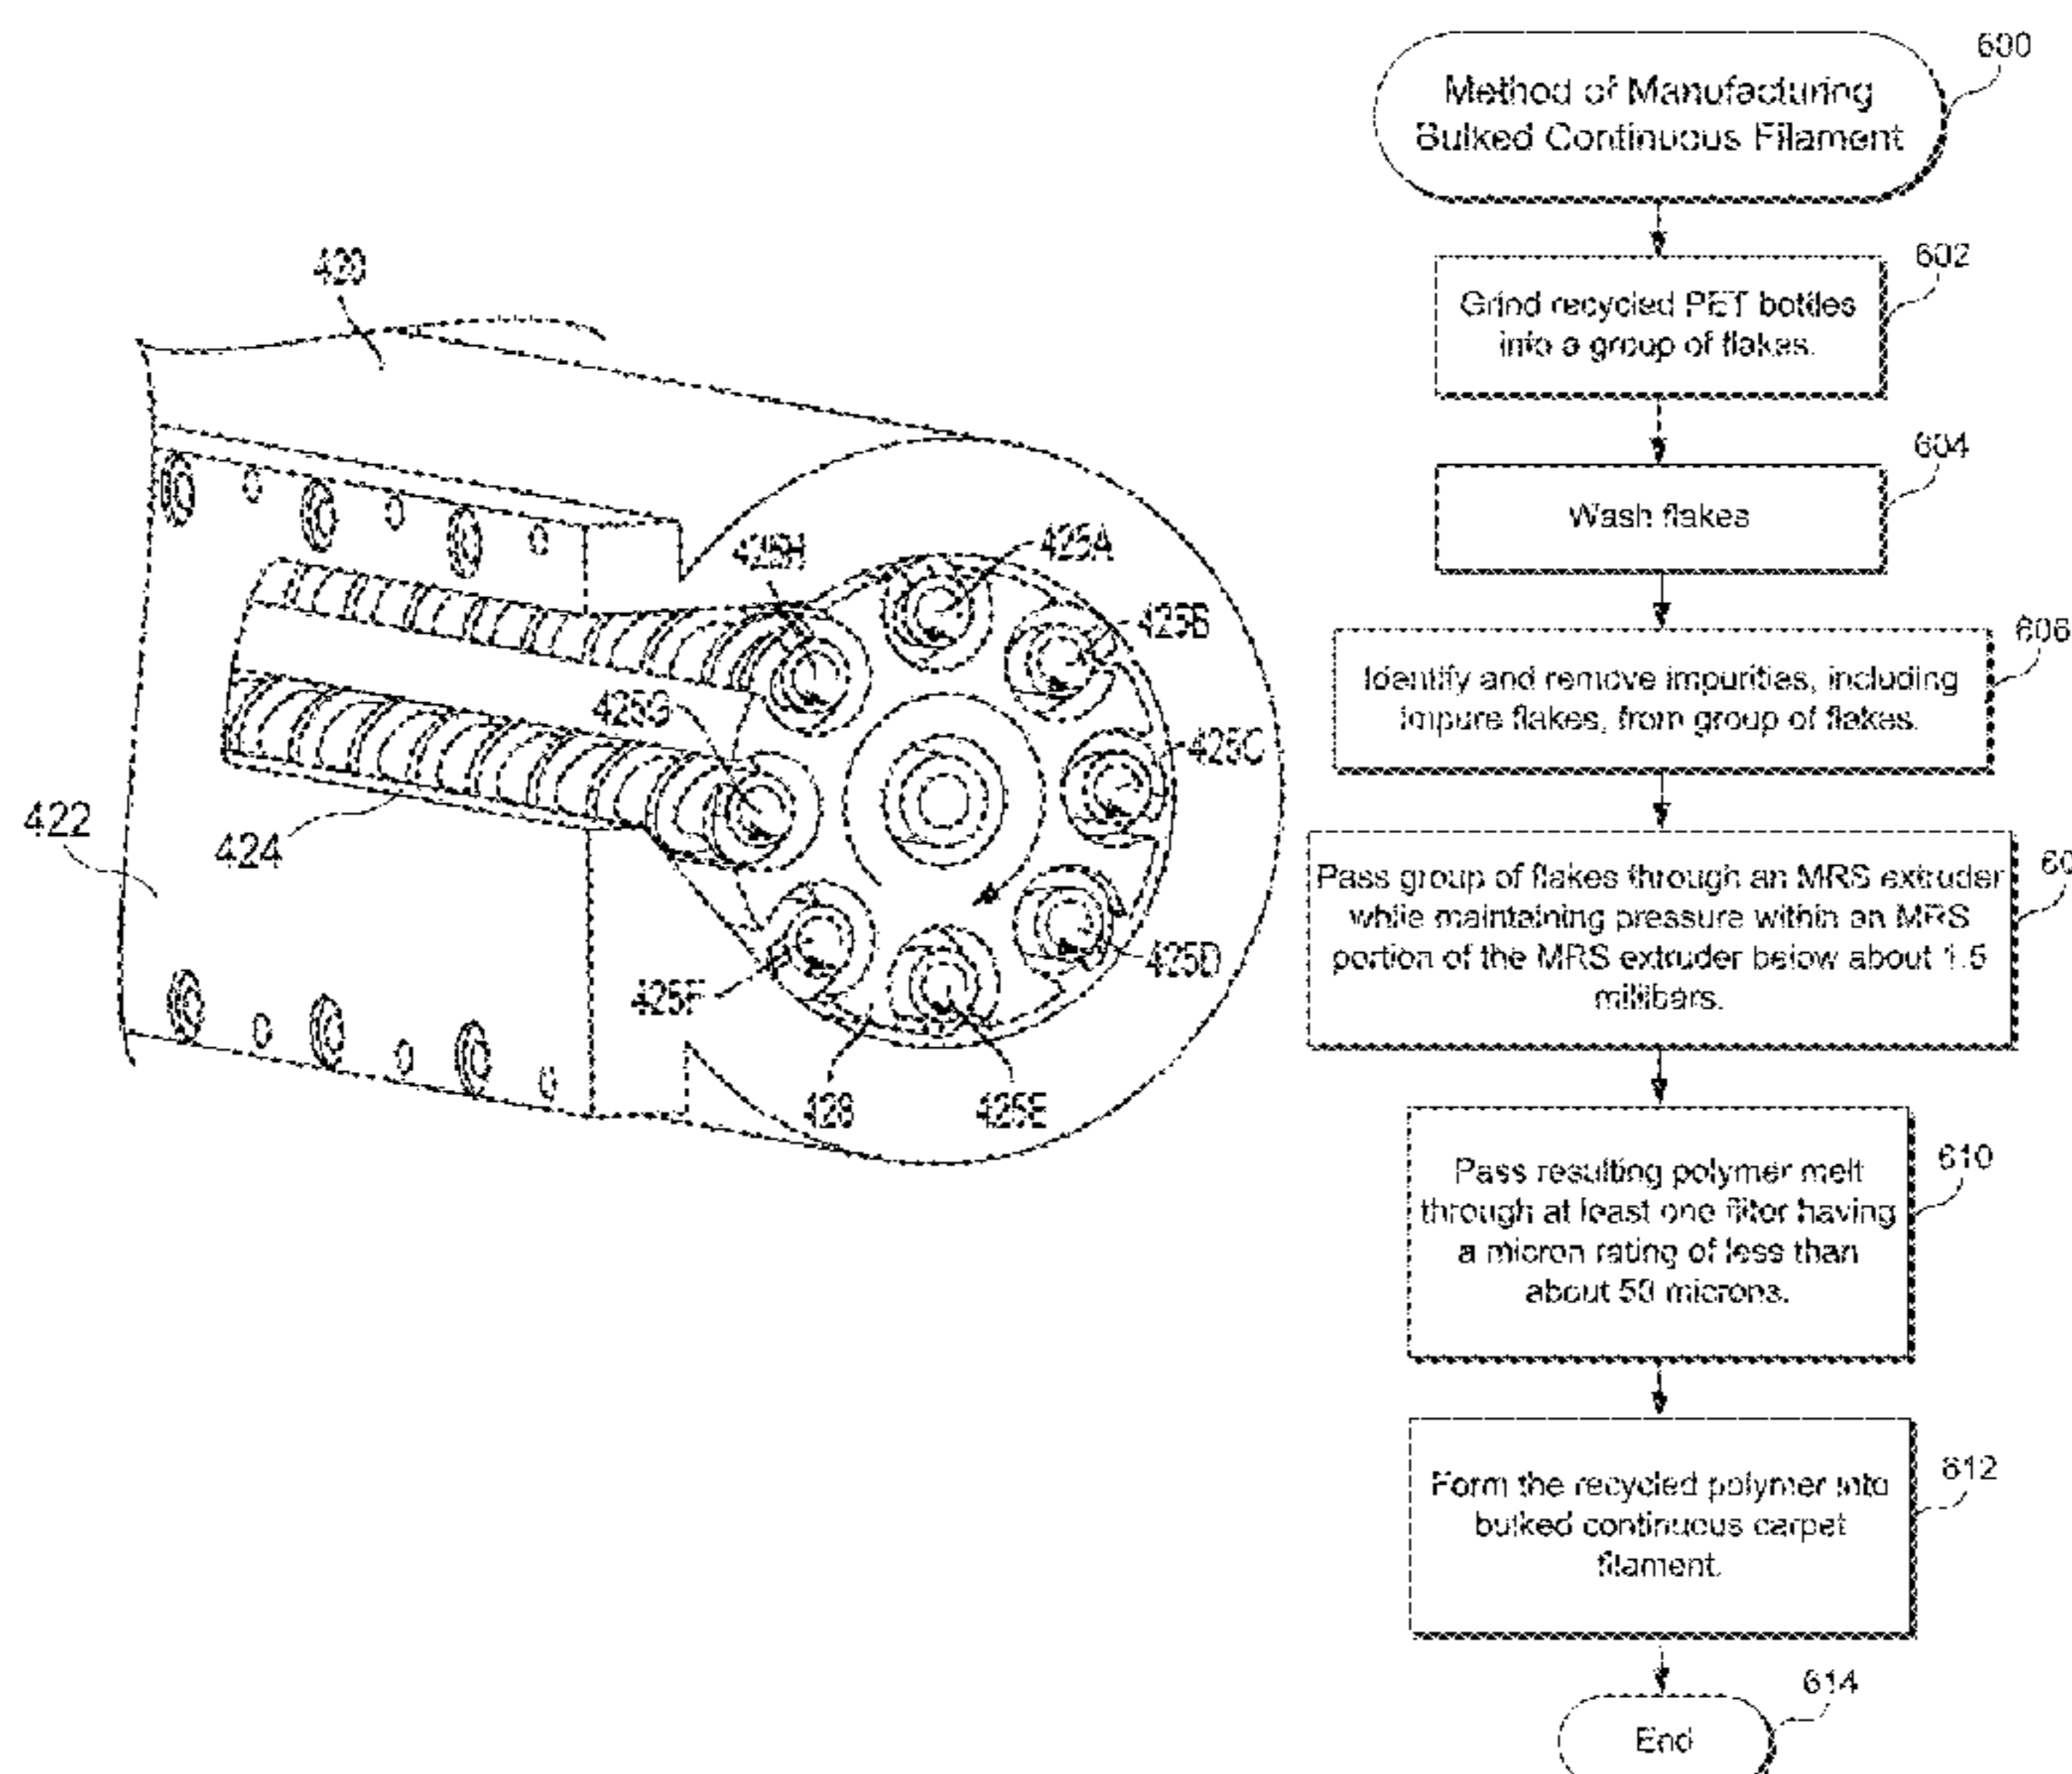 420
425H
425A
425B
425G
425C
422
424
425F
425D
428
425E
600
Method of Manufacturing
Bulked Continuous Filament
602
Grind recycled PET bottles
into a group of flakes.
604
Wash flakes
606
Identify and remove impurities, including
impure flakes, from group of flakes.
60
Pass group of flakes through an MRS extruder
while maintaining pressure within an MRS
portion of the MRS extruder below about 1.5
millibars.
610
Pass resulting polymer melt
through at least one filter having
a micron rating of less than
about 50 microns.
612
Form the recycled polymer into
bulked continuous carpet
filament.
614
End